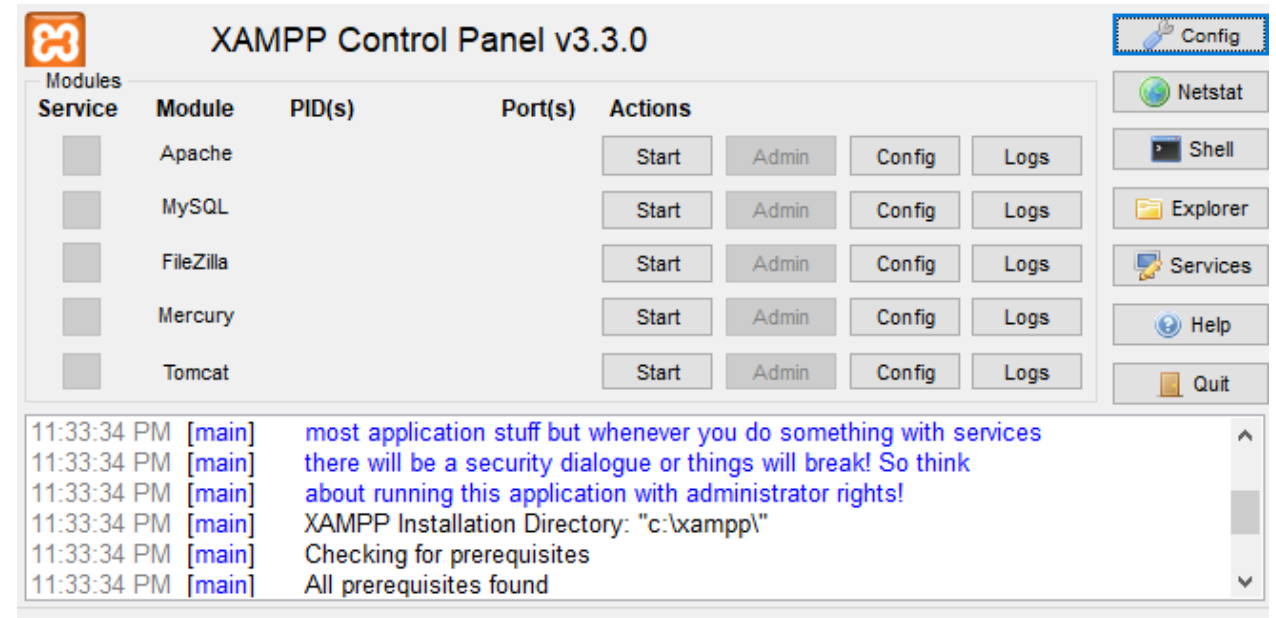 XAMPP Control Panel v3.3.0
Config
Modules
Netstat
Service Module PID(s) Port(s) Actions
Apache Start Admin Config Logs
Shell
MySQL Start Admin Config Logs
Explorer
FileZilla Start Admin Config Logs
Services
Mercury Start Admin Config Logs
Help
Tomcat Start Admin Config Logs
Quit
11:33:34 PM [main] most application stuff but whenever you do something with services
11:33:34 PM [main] there will be a security dialogue or things will break! So think
11:33:34 PM [main] about running this application with administrator rights!
11:33:34 PM [main] XAMPP Installation Directory: "c:\xampp\"
11:33:34 PM [main] Checking for prerequisites
11:33:34 PM [main] All prerequisites found